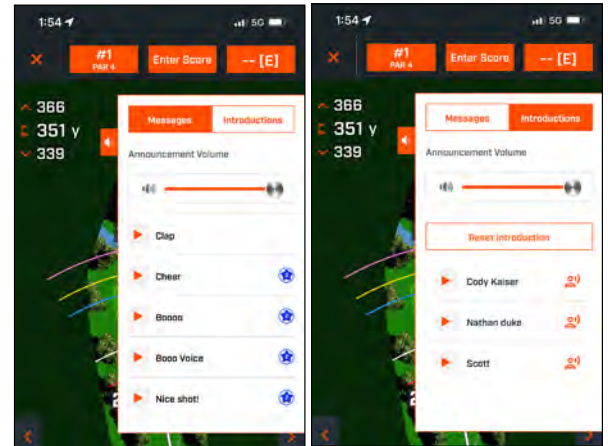 1:54
5G
#1
PAR 4
Enter Score
-- [E]
366
351 y
339
Messages
Introductions
Announcement Volume
Clap
Cheer
Boooo
Booo Voice
Nice shot!
2
1:54
5G
#1
PAR 4
Enter Score
-- [E]
366
351 y
339
Messages
Introductions
Announcement Volume
Reset Introduction
Cody Kaiser
Nathan duke
Scott
2